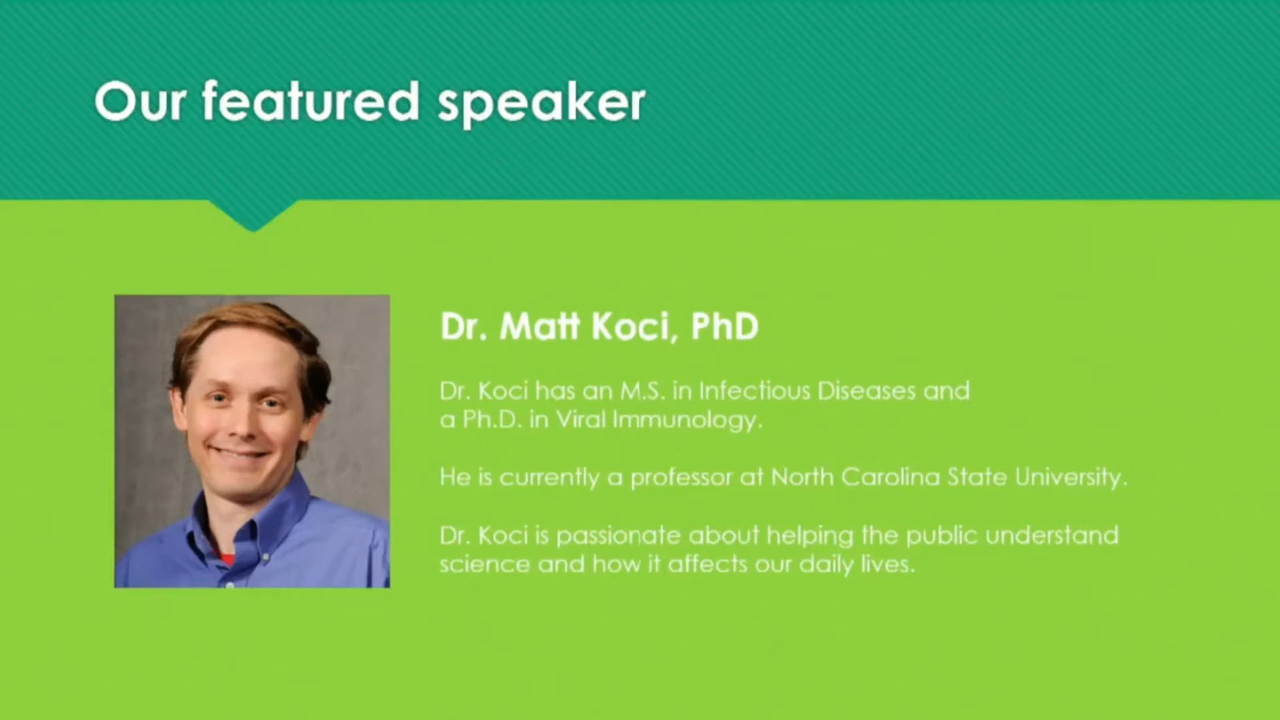 Our featured speaker
Dr. Matt Koci, PhD
Dr. Koci has an M.S. in Infectious Diseases and
a Ph.D. in Viral Immunology.
He is currently a professor at North Carolina State University.
Dr. Koci is passionate about helping the public understand
science and how it affects our daily lives.